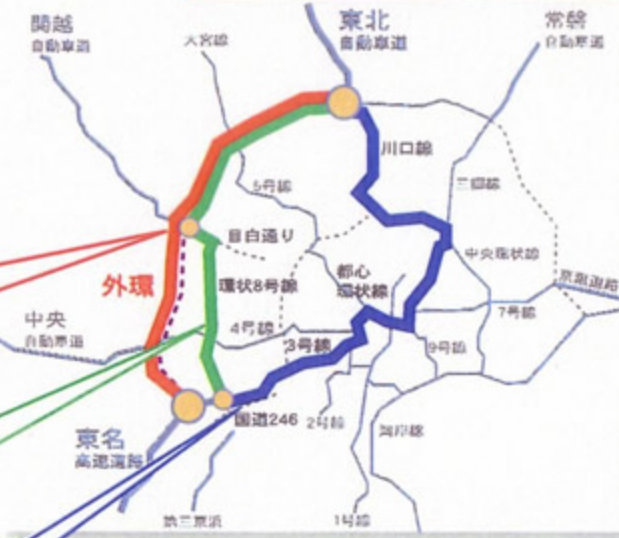 関越
自動車道
大宮線
東北
自動車道
常磐
自動車道
川口線
5号線
三郷線
目白通り
中央環状線
外環
環状8号線
都心
環状線
京葉道路
中央
自動車道
4号線
3号線
7号線
9号線
東名
高速道路
国道246
2号線
湾岸線
第三京浜
1号線